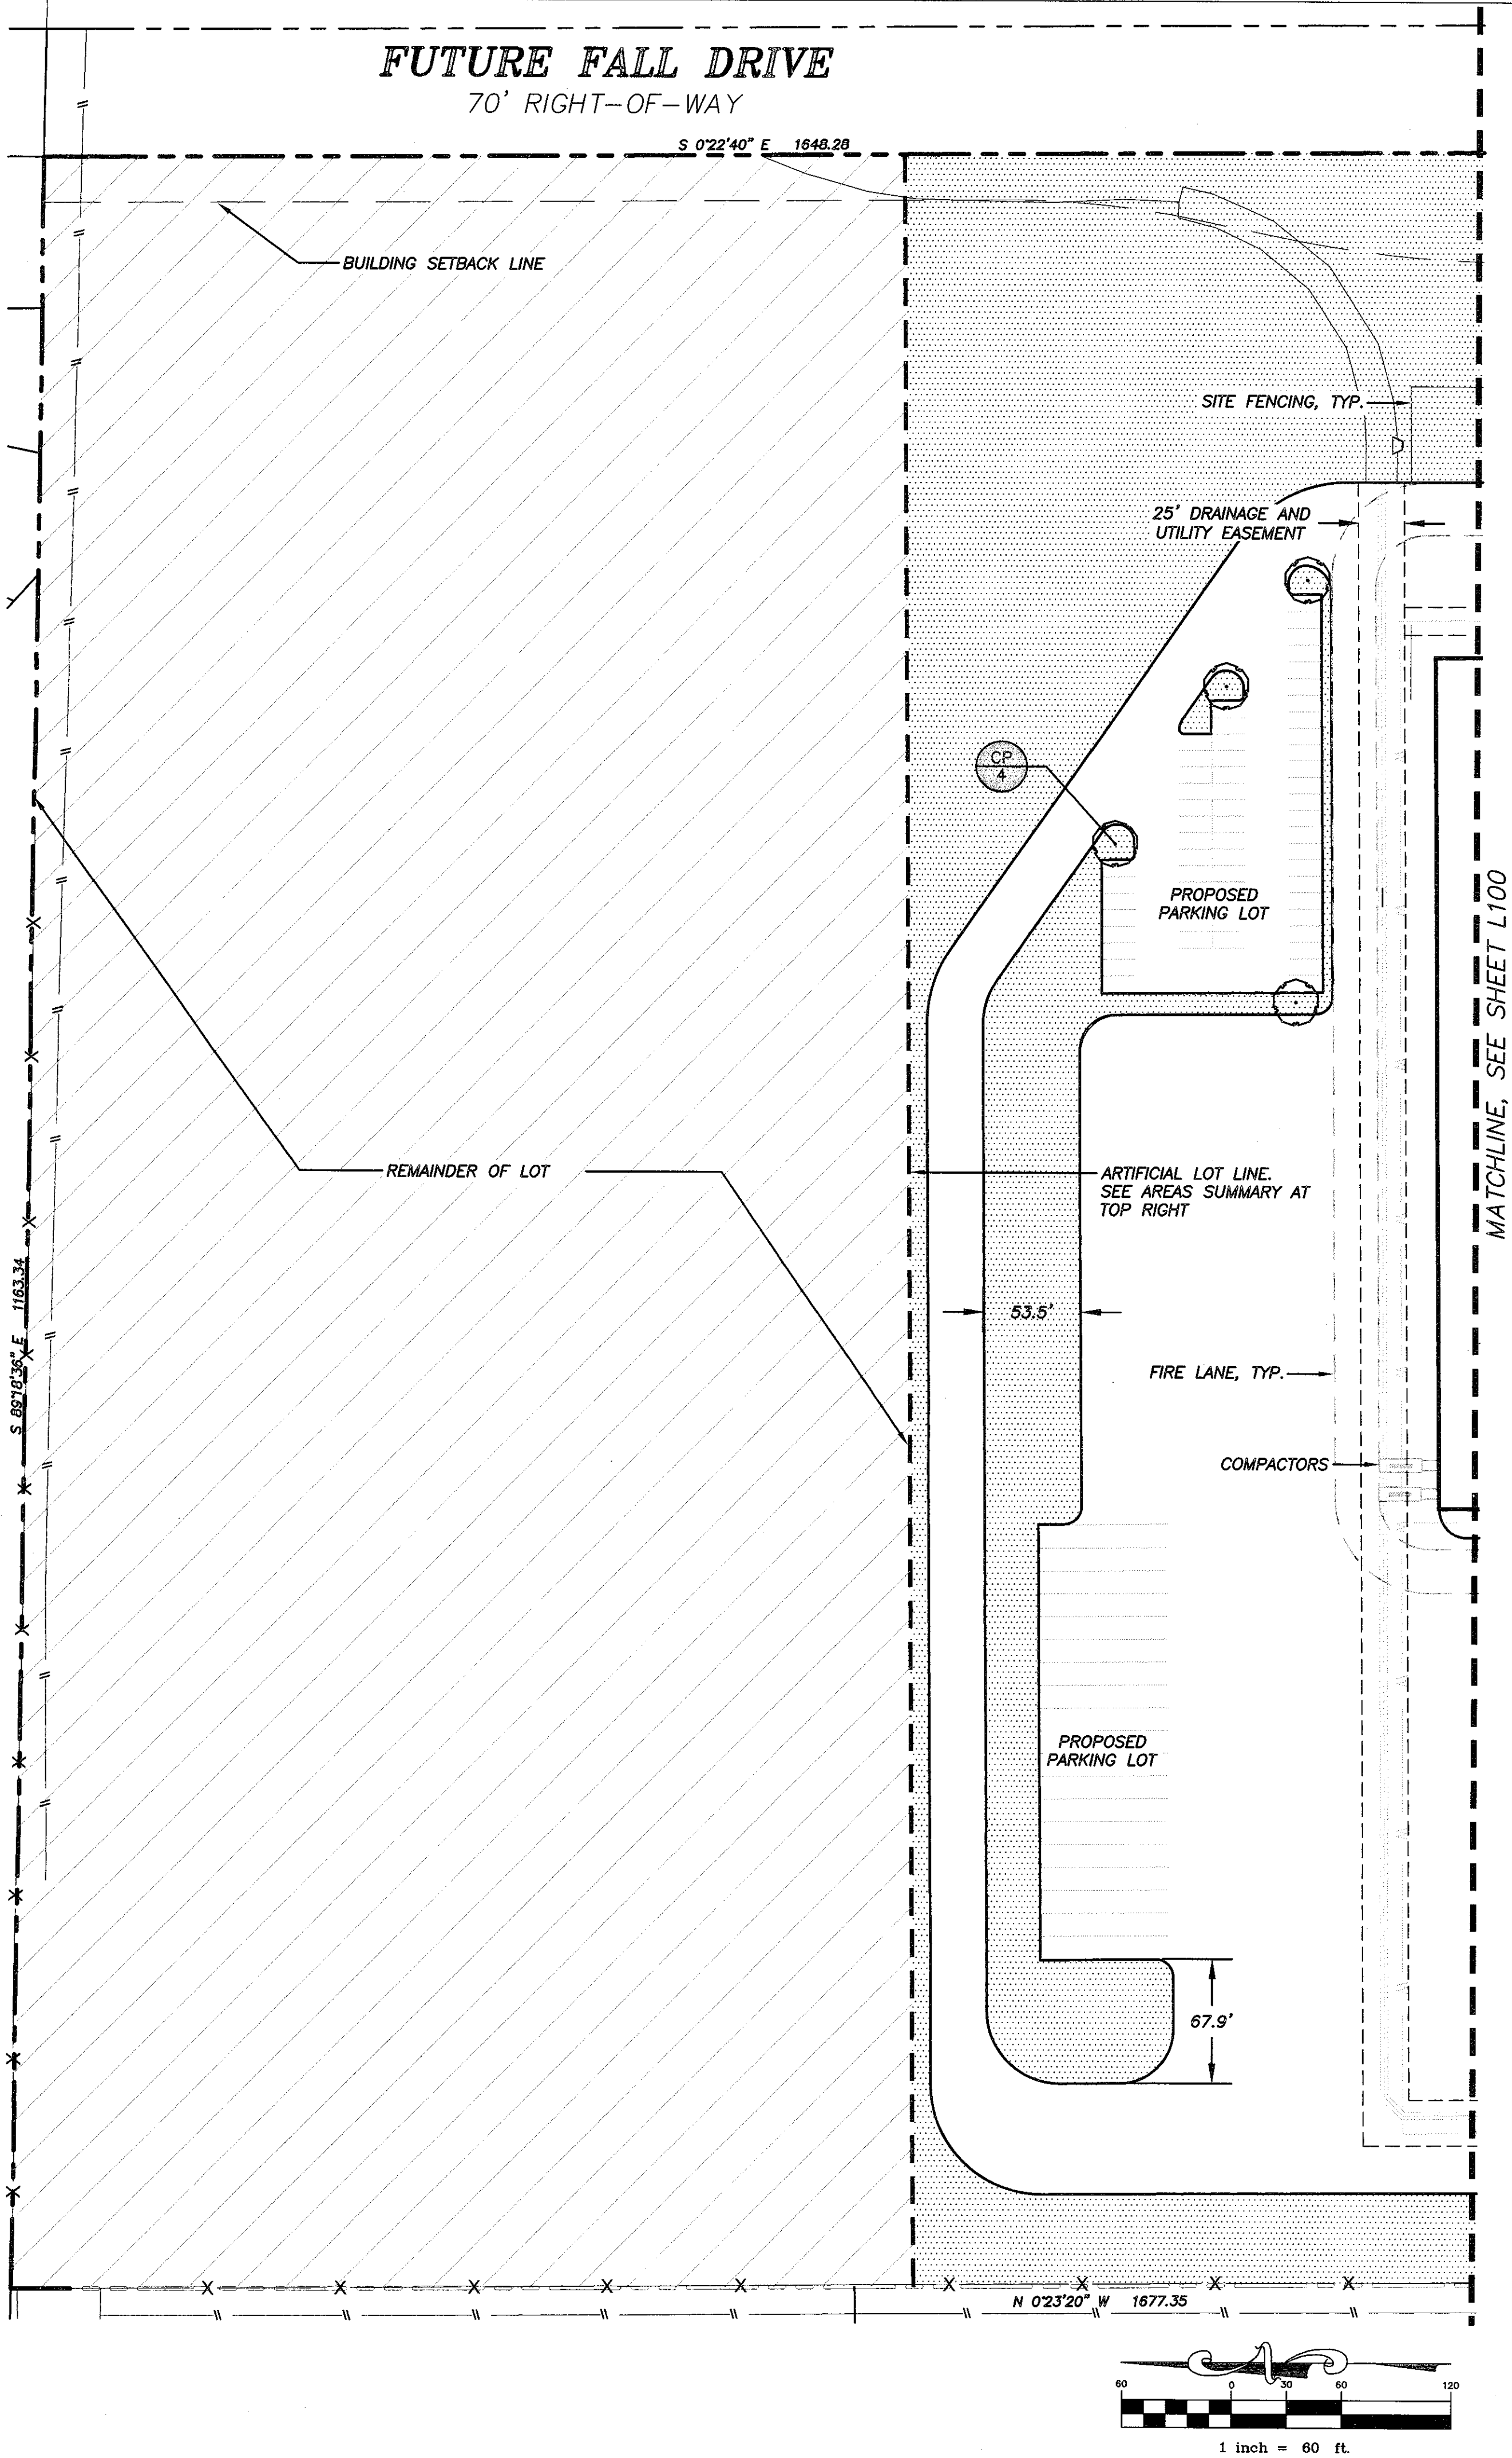 FUTURE FALL DRIVE
70' RIGHT-OF-WAY
S 0°22'40" E 1648.28
BUILDING SETBACK LINE
SITE FENCING, TYP.
25' DRAINAGE AND
UTILITY EASEMENT
CP
4
PROPOSED
PARKING LOT
MATCHLINE, SEE SHEET L100
REMAINDER OF LOT
ARTIFICIAL LOT LINE.
SEE AREAS SUMMARY AT
TOP RIGHT
S 89°18'36" E 1163.34
53.5'
FIRE LANE, TYP.
COMPACTORS
PROPOSED
PARKING LOT
67.9'
N 0°23'20" W 1677.35
60 0 30 60 120
1 inch = 60 ft.